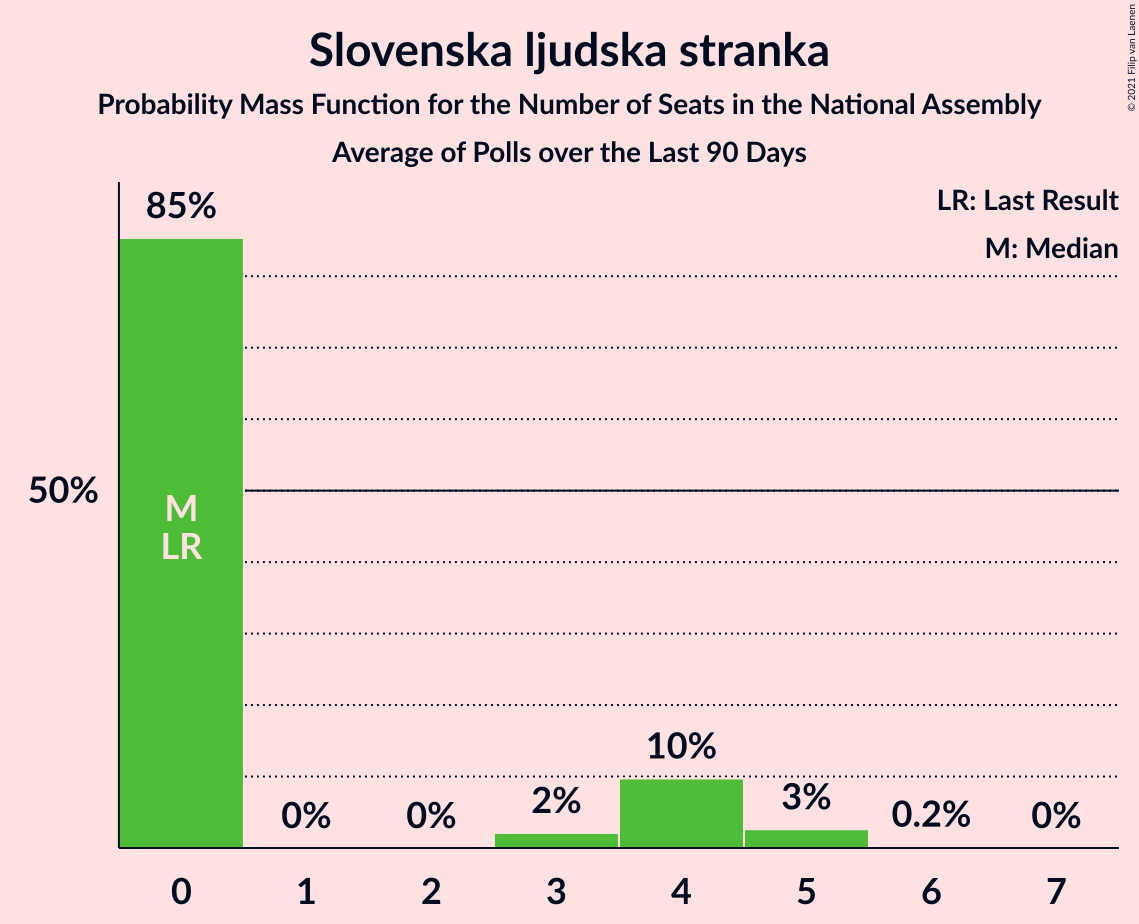 Slovenska ljudska stranka
Probability Mass Function for the Number of Seats in the National Assembly
Average of Polls over the Last 90 Days
© 2021 Filip van Laenen
LR: Last Result
M: Median
85%
50%
M
LR
0%
0%
2%
10%
3%
0.2%
0%
0
1
2
3
4
5
6
7